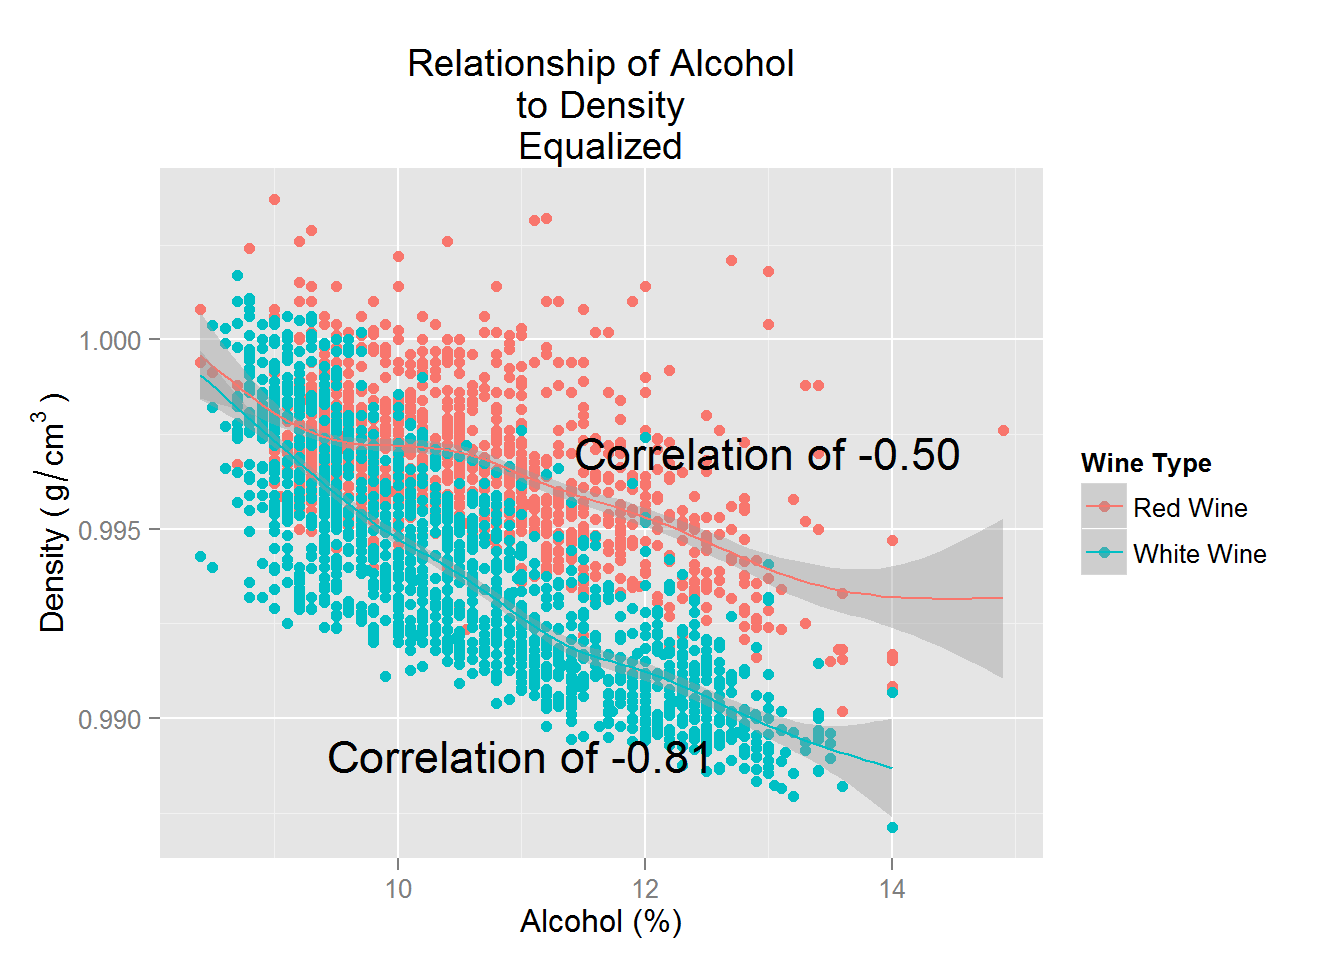 Relationship of Alcohol
to Density
Equalized
1.000
0.995
0.990
Density ( g/ cm³ )
Correlation of -0.50
Correlation of -0.81
10
12
14
Alcohol (%)
Wine Type
Red Wine
White Wine